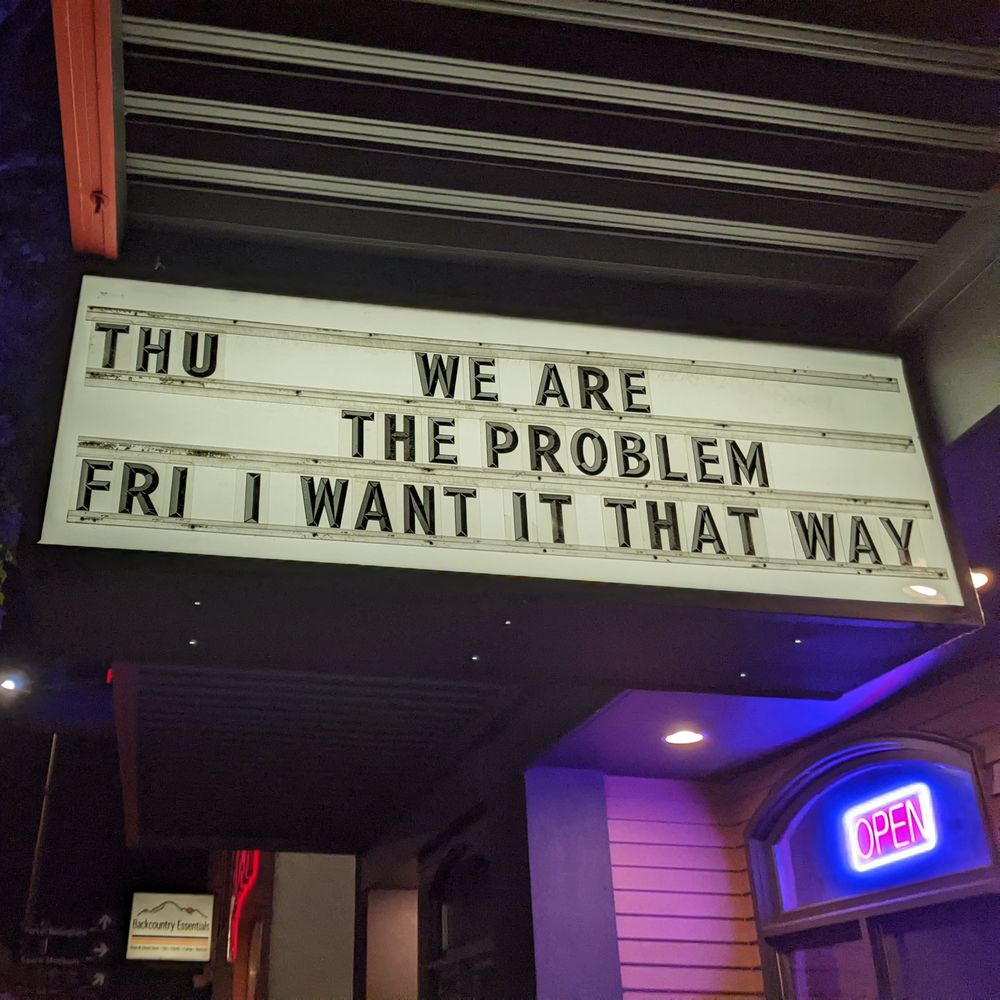 THU WE ARE
THE PROBLEM
FRI I WANT IT THAT WAY
OPEN
Backcountry Essentials